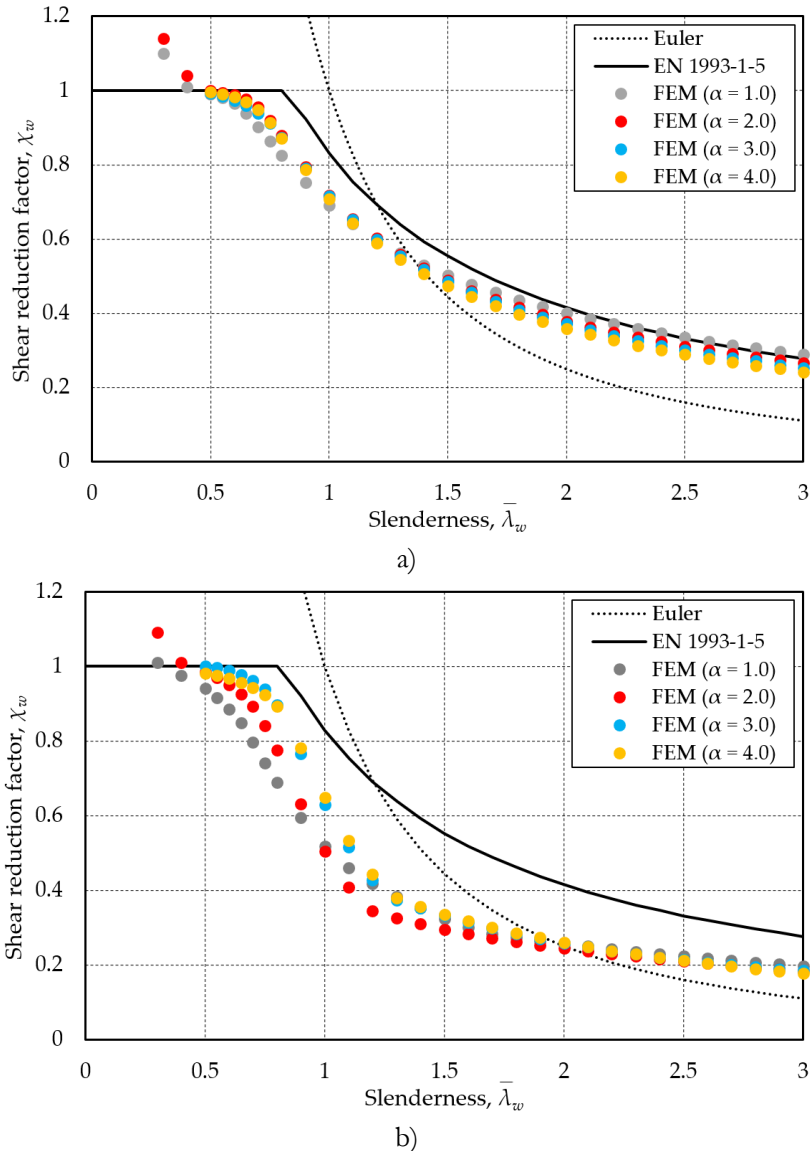 1.2
1
0.8
0.6
0.4
0.2
0
Shear reduction factor, χw
Euler
EN 1993-1-5
FEM (α = 1.0)
FEM (α = 2.0)
FEM (α = 3.0)
FEM (α = 4.0)
0 0.5 1 1.5 2 2.5 3
Slenderness, λ̅w
a)
1.2
1
0.8
0.6
0.4
0.2
0
Shear reduction factor, χw
Euler
EN 1993-1-5
FEM (α = 1.0)
FEM (α = 2.0)
FEM (α = 3.0)
FEM (α = 4.0)
0 0.5 1 1.5 2 2.5 3
Slenderness, λ̅w
b)